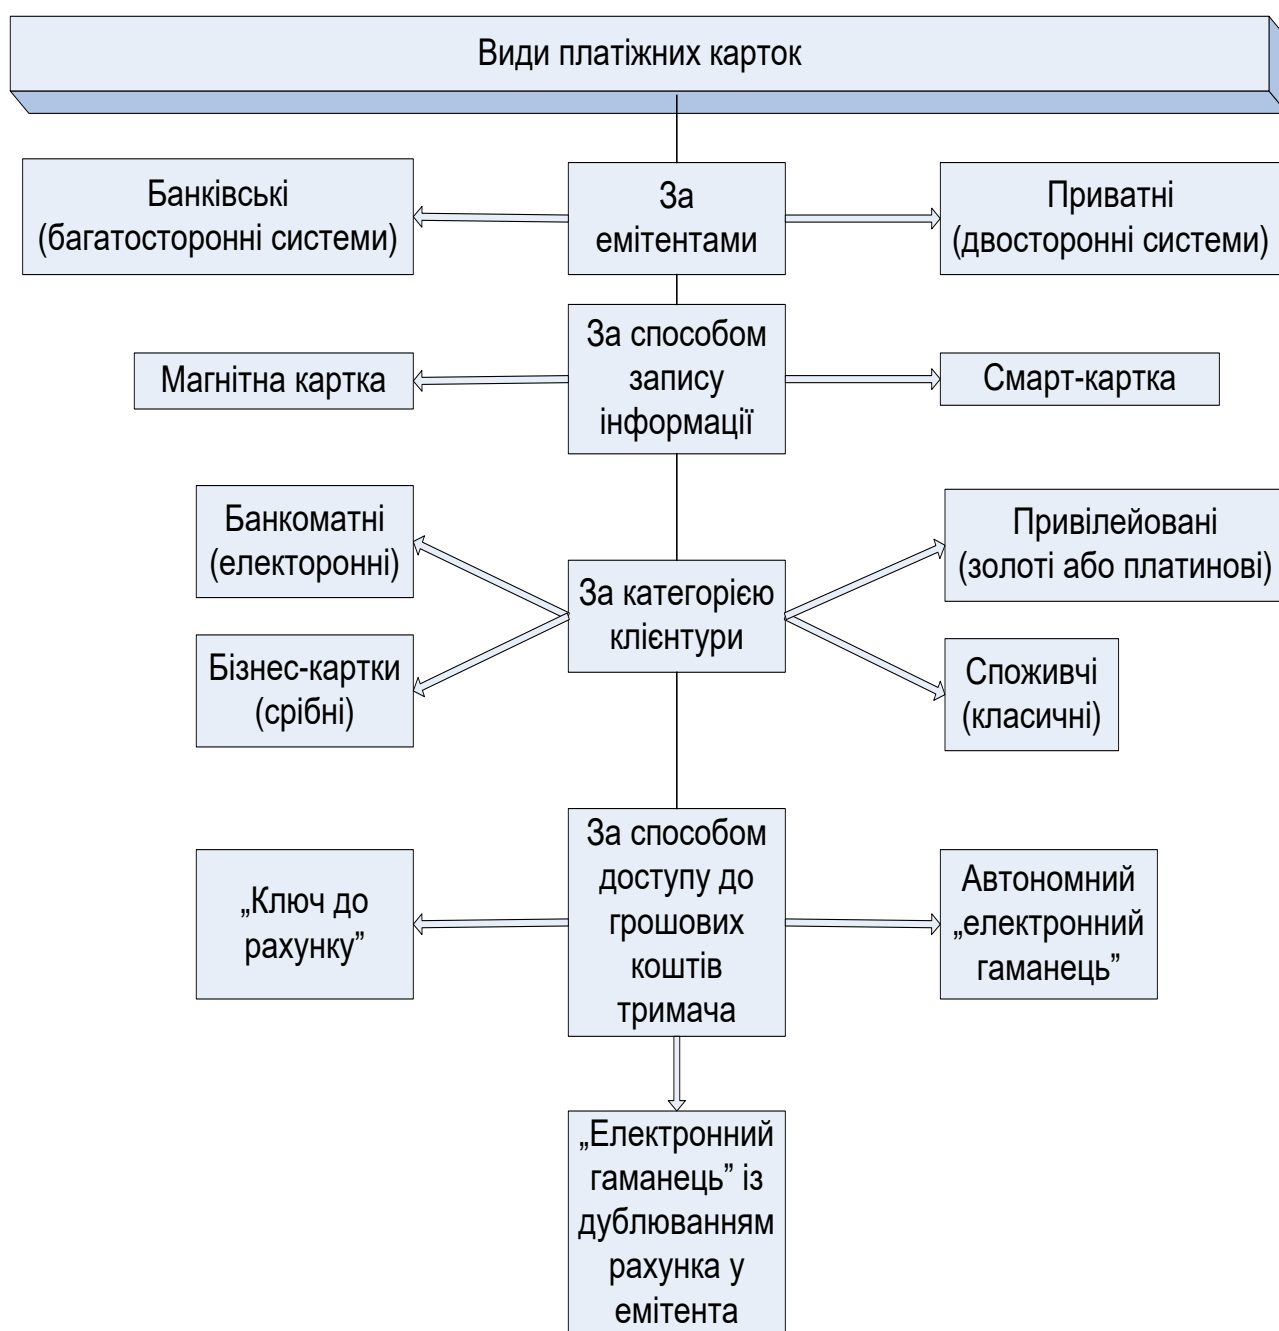 Види платіжних карток
Банківські
(багатосторонні системи)
За
емітентами
Приватні
(двосторонні системи)
Магнітна картка
За способом
запису
інформації
Смарт-картка
Банкоматні
(електоронні)
Бізнес-картки
(срібні)
За категорією
клієнтури
Привілейовані
(золоті або платинові)
Споживчі
(класичні)
„Ключ до
рахунку”
За способом
доступу до
грошових
коштів
тримача
Автономний
„електронний
гаманець”
„Електронний
гаманець” із
дублюванням
рахунка у
емітента